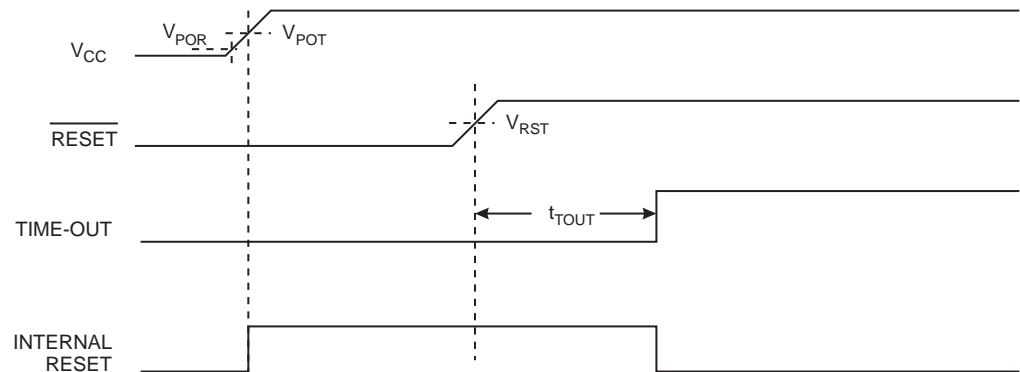 V_POR V_POT
V_CC
V_RST
RESET
t_TOUT
TIME-OUT
INTERNAL
RESET